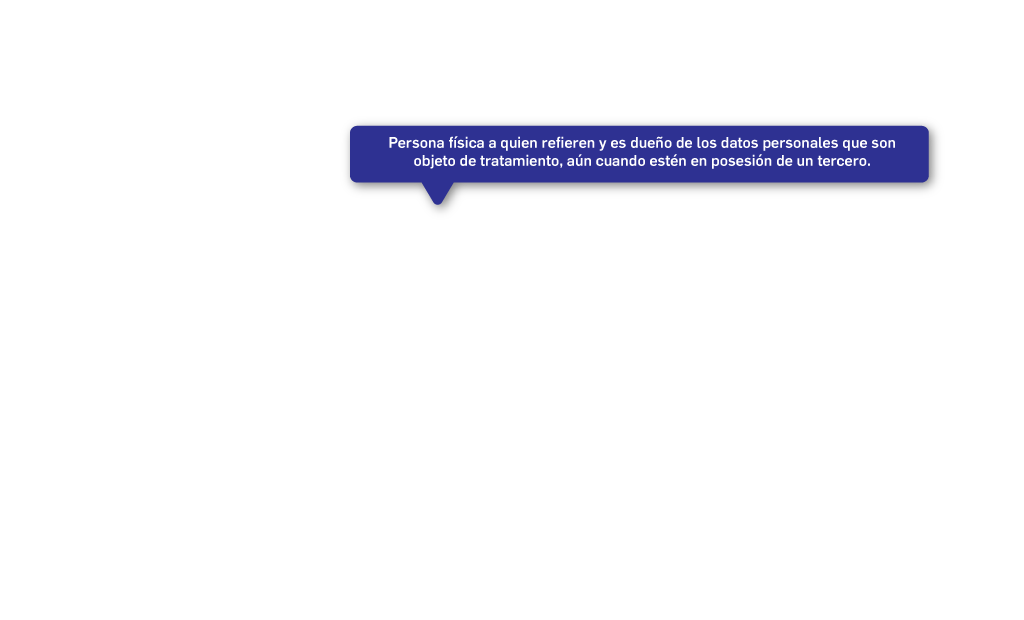 Persona física a quien refieren y es dueño de los datos personales que son
objeto de tratamiento, aún cuando estén en posesión de un tercero.